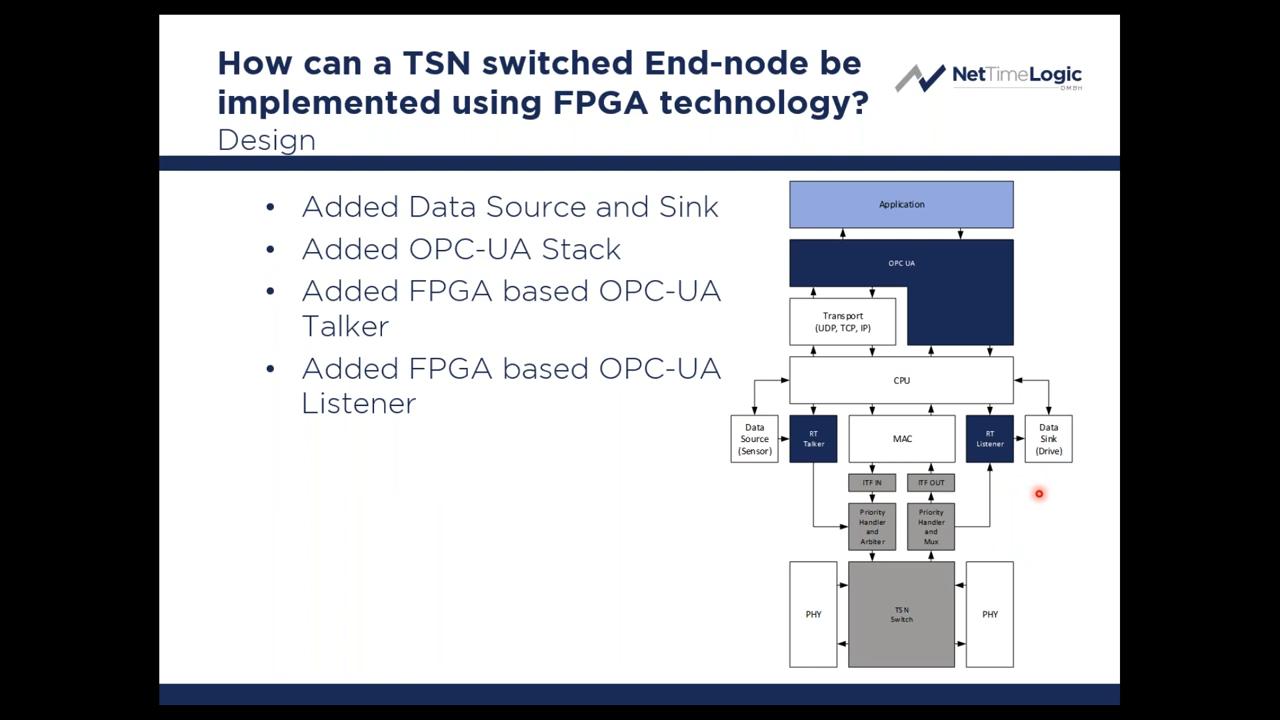 How can a TSN switched End-node be
implemented using FPGA technology?
Design
NetTimeLogic
GMBH
• Added Data Source and Sink
• Added OPC-UA Stack
• Added FPGA based OPC-UA
Talker
• Added FPGA based OPC-UA
Listener
Application
OPC UA
Transport
(UDP, TCP, IP)
CPU
Data
Source
(Sensor)
RT
Talker
MAC
RT
Listener
Data
Sink
(Drive)
ITF IN
ITF OUT
Priority
Handler
and
Arbiter
Priority
Handler
and
Mux
PHY
TSN
Switch
PHY